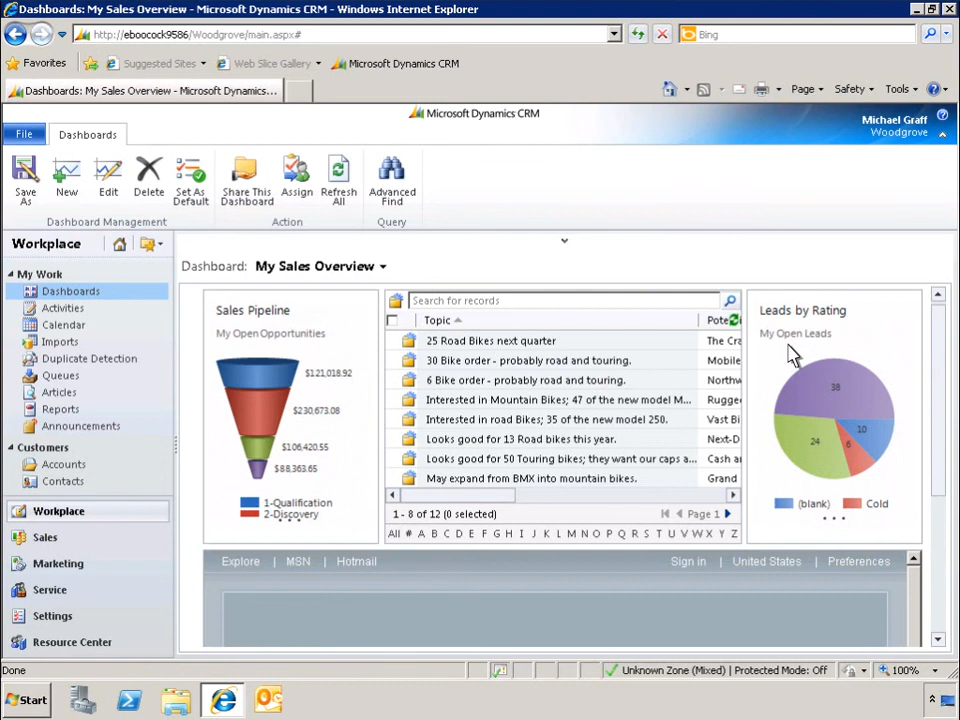 Dashboards: My Sales Overview - Microsoft Dynamics CRM - Windows Internet Explorer
http://eboocock9586/Woodgrove/main.aspx#
Bing
Favorites
Suggested Sites
Web Slice Gallery
Microsoft Dynamics CRM
Dashboards: My Sales Overview - Microsoft Dynamics...
Page
Safety
Tools
Microsoft Dynamics CRM
File
Dashboards
Michael Graff
Woodgrove
Save As
New
Edit
Delete
Set As Default
Share This Dashboard
Assign
Refresh All
Advanced Find
Dashboard Management
Action
Query
Workplace
My Work
Dashboards
Activities
Calendar
Imports
Duplicate Detection
Queues
Articles
Reports
Announcements
Customers
Accounts
Contacts
Workplace
Sales
Marketing
Service
Settings
Resource Center
Dashboard: My Sales Overview
Sales Pipeline
My Open Opportunities
$121,018.92
$230,673.08
$106,420.55
$88,363.65
1-Qualification
2-Discovery
Search for records
Topic
Pote
25 Road Bikes next quarter
The Cra
30 Bike order - probably road and touring.
Mobile
6 Bike order - probably road and touring.
Northw
Interested in Mountain Bikes; 47 of the new model M...
Rugge
Interested in road Bikes; 35 of the new model 250.
Vast Bi
Looks good for 13 Road bikes this year.
Next-D
Looks good for 50 Touring bikes; they want our caps a...
Cash ar
May expand from BMX into mountain bikes.
Grand
1 - 8 of 12 (0 selected)
Page 1
All # A B C D E F G H I J K L M N O P Q R S T U V W X Y Z
Leads by Rating
My Open Leads
38
10
6
24
(blank)
Cold
Explore | MSN | Hotmail
Sign in | United States | Preferences
Done
Unknown Zone (Mixed) | Protected Mode: Off
100%
Start